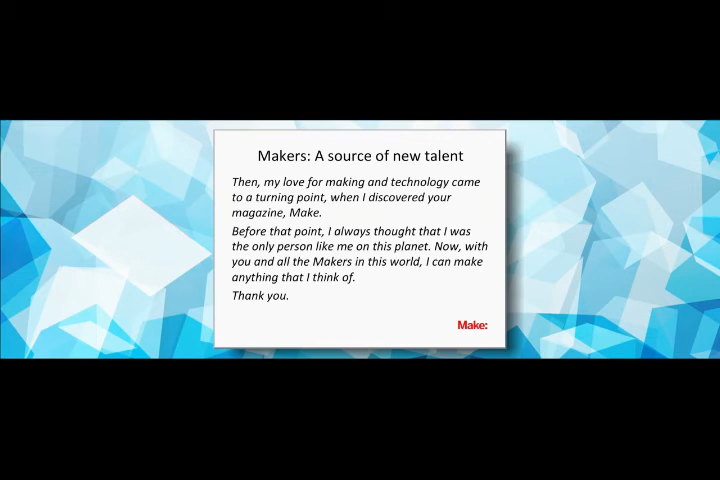 Makers: A source of new talent
Then, my love for making and technology came
to a turning point, when I discovered your
magazine, Make.
Before that point, I always thought that I was
the only person like me on this planet. Now, with
you and all the Makers in this world, I can make
anything that I think of.
Thank you.
Make: